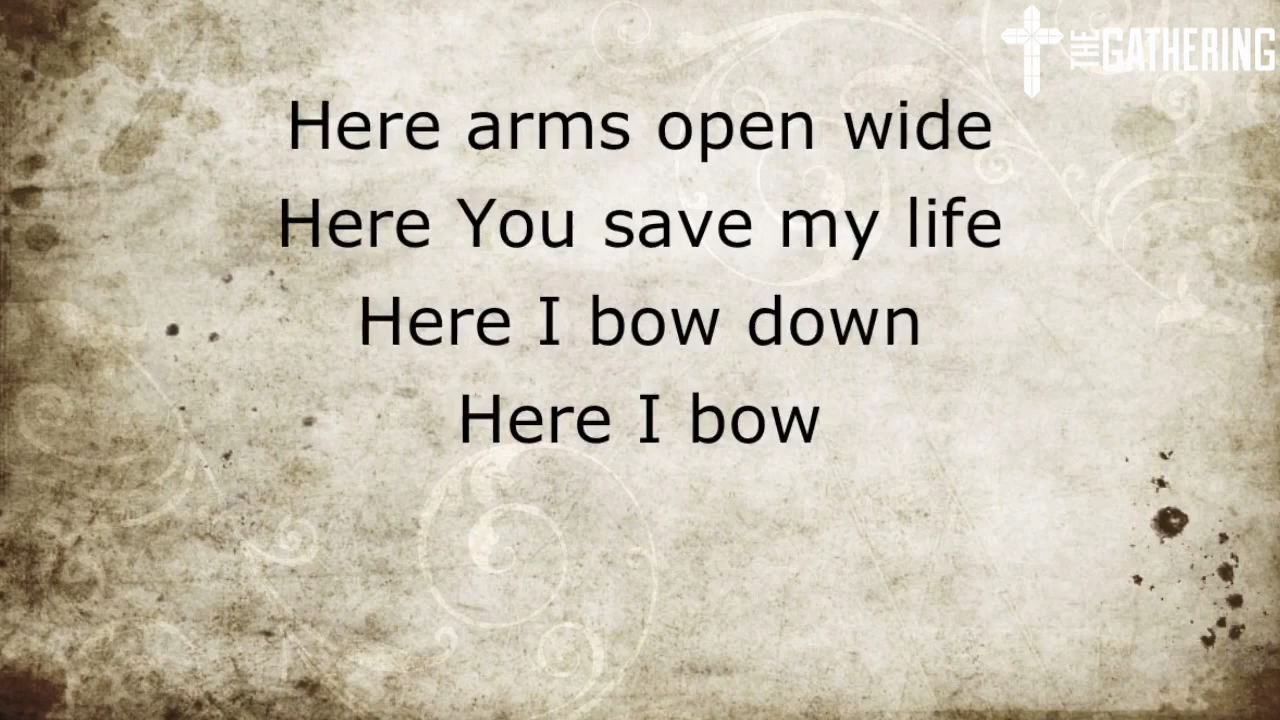 THE GATHERING
Here arms open wide
Here You save my life
Here I bow down
Here I bow